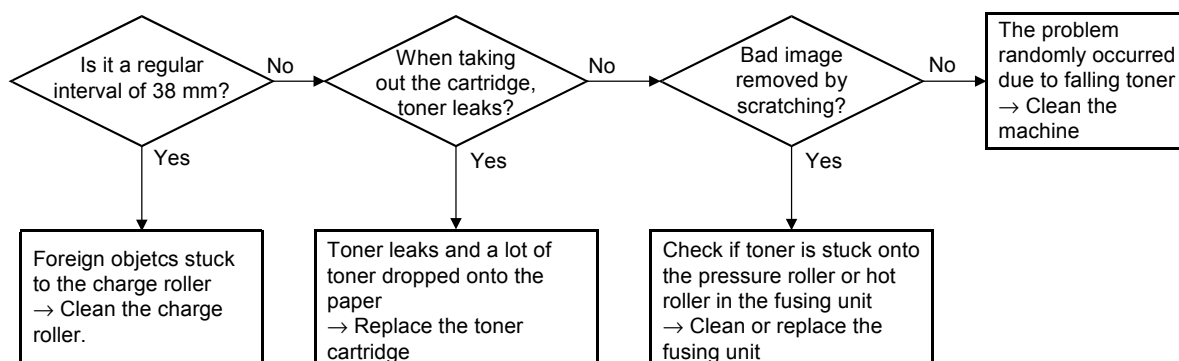 Is it a regular
interval of 38 mm?
No
When taking
out the cartridge,
toner leaks?
No
Bad image
removed by
scratching?
No
The problem
randomly occurred
due to falling toner
→ Clean the
machine
Yes
Yes
Yes
Foreign objetcs stuck
to the charge roller
→ Clean the charge
roller.
Toner leaks and a lot of
toner dropped onto the
paper
→ Replace the toner
cartridge
Check if toner is stuck onto
the pressure roller or hot
roller in the fusing unit
→ Clean or replace the
fusing unit